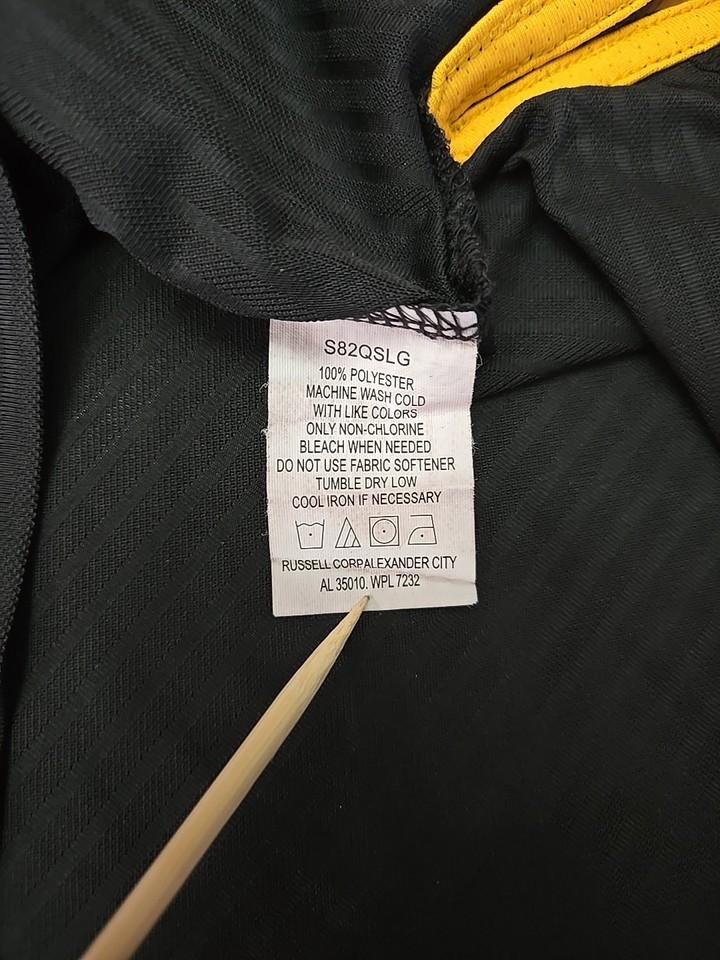 S82QSLG
100% POLYESTER
MACHINE WASH COLD
WITH LIKE COLORS
ONLY NON-CHLORINE
BLEACH WHEN NEEDED
DO NOT USE FABRIC SOFTENER
TUMBLE DRY LOW
COOL IRON IF NECESSARY
RUSSELL CORPALEXANDER CITY
AL 35010. WPL 7232